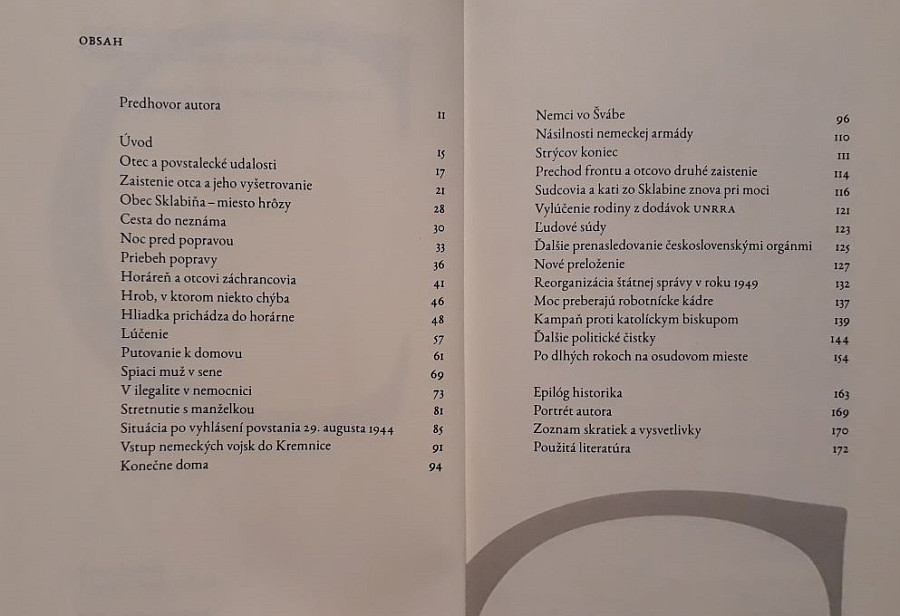 OBSAH
Predhovor autora 11
Úvod 15
Otec a povstalecké udalosti 17
Zaistenie otca a jeho vyšetrovanie 21
Obec Sklabiňa – miesto hrôzy 28
Cesta do neznáma 30
Noc pred popravou 33
Priebeh popravy 36
Horáreň a otcovi záchrancovia 41
Hrob, v ktorom niekto chýba 46
Hliadka prichádza do horárne 48
Lúčenie 57
Putovanie k domovu 61
Spiaci muž v sene 69
V ilegalite v nemocnici 73
Stretnutie s manželkou 81
Situácia po vyhlásení povstania 29. augusta 1944 85
Vstup nemeckých vojsk do Kremnice 91
Konečne doma 94
Nemci vo Švábe 96
Násilnosti nemeckej armády 110
Strýcov koniec 111
Prechod frontu a otcovo druhé zaistenie 114
Sudcovia a kati zo Sklabine znova pri moci 116
Vylúčenie rodiny z dodávok UNRRA 121
Ľudové súdy 123
Ďalšie prenasledovanie československými orgánmi 125
Nové preloženie 127
Reorganizácia štátnej správy v roku 1949 132
Moc preberajú robotnícke kádre 137
Kampaň proti katolíckym biskupom 139
Ďalšie politické čistky 144
Po dlhých rokoch na osudovom mieste 154
Epilóg historika 163
Portrét autora 169
Zoznam skratiek a vysvetlivky 170
Použitá literatúra 172